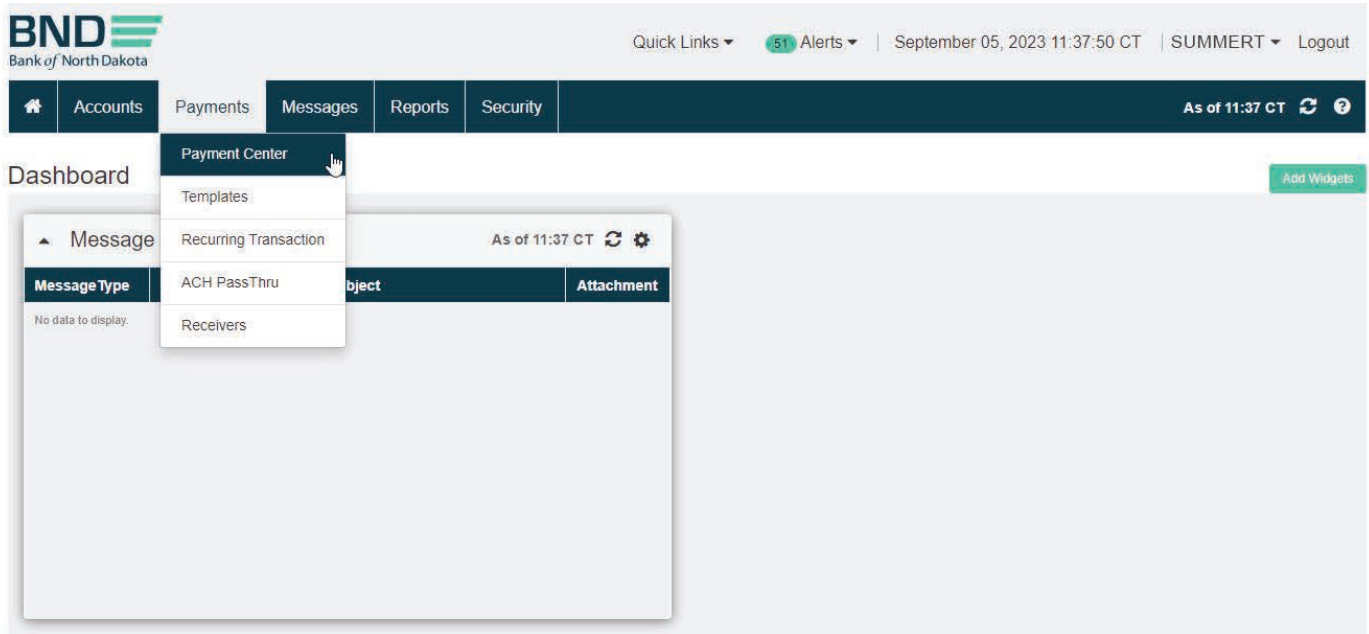 BND
Bank of North Dakota
Quick Links 51 Alerts | September 05, 2023 11:37:50 CT | SUMMERT Logout
Accounts Payments Messages Reports Security As of 11:37 CT
Payment Center
Dashboard Add Widgets
Templates
Message As of 11:37 CT
Recurring Transaction
Message Type bject Attachment
ACH PassThru
No data to display.
Receivers